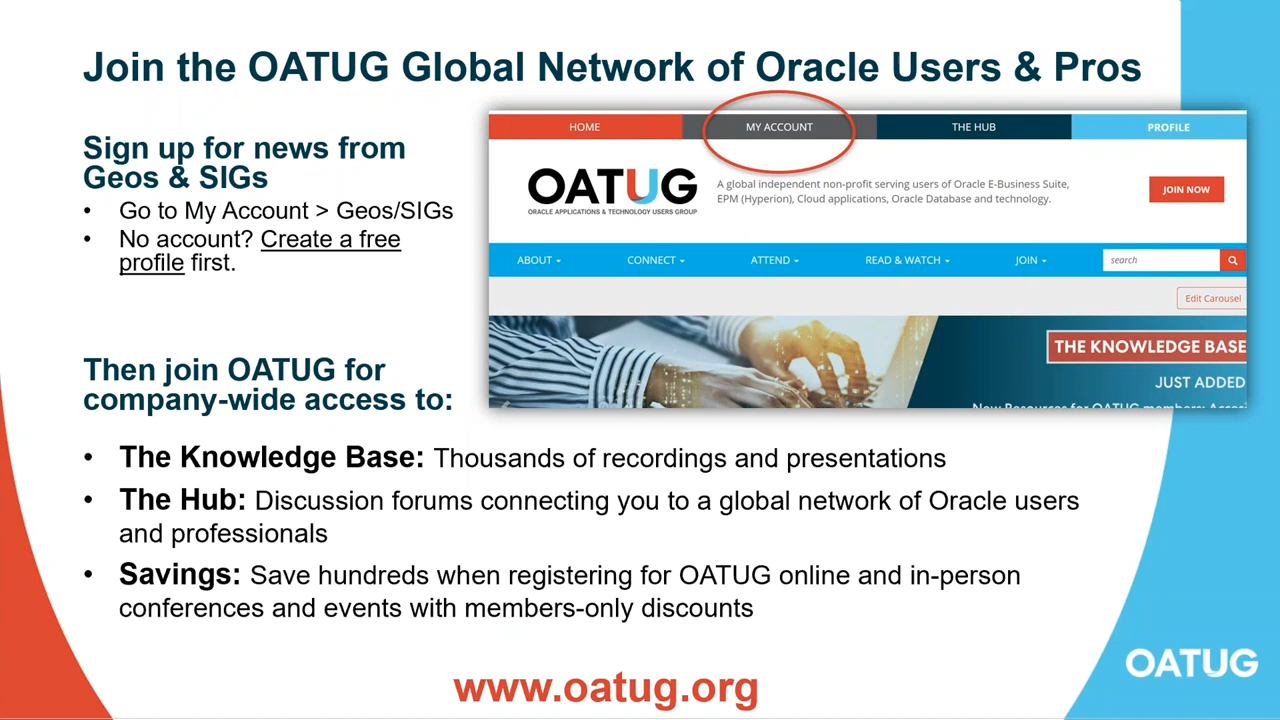 Join the OATUG Global Network of Oracle Users & Pros
Sign up for news from
Geos & SIGs
• Go to My Account > Geos/SIGs
• No account? Create a free
profile first.
HOME
MY ACCOUNT
THE HUB
PROFILE
OATUG
ORACLE APPLICATIONS & TECHNOLOGY USERS GROUP
A global independent non-profit serving users of Oracle E-Business Suite,
EPM (Hyperion), Cloud applications, Oracle Database and technology.
JOIN NOW
ABOUT
CONNECT
ATTEND
READ & WATCH
JOIN
search
Edit Carousel
THE KNOWLEDGE BASE
JUST ADDED
New Resources for OATUG members:
Then join OATUG for
company-wide access to:
• The Knowledge Base: Thousands of recordings and presentations
• The Hub: Discussion forums connecting you to a global network of Oracle users
and professionals
• Savings: Save hundreds when registering for OATUG online and in-person
conferences and events with members-only discounts
www.oatug.org
OATUG